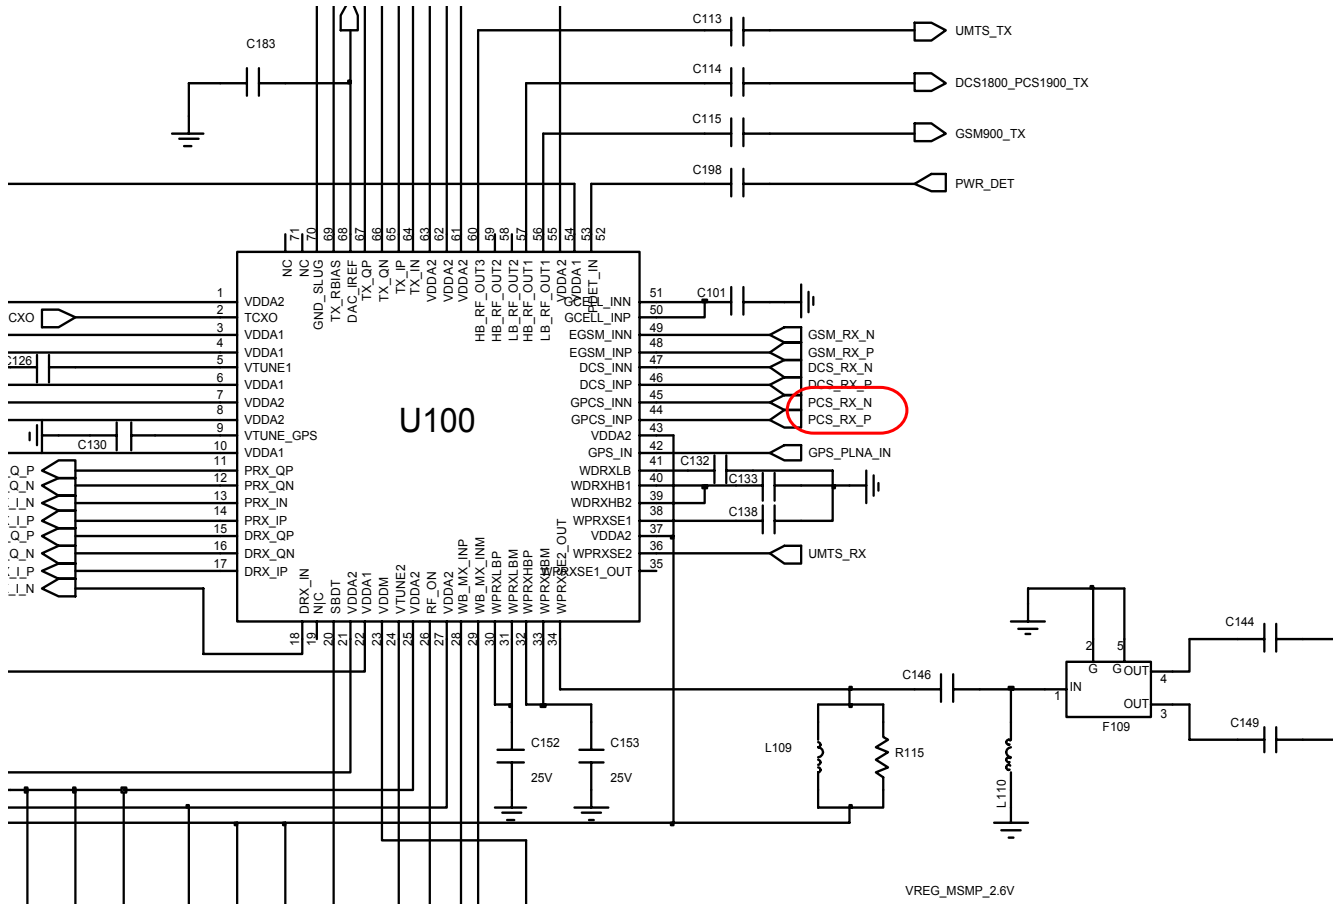 C113
UMTS_TX
C183
C114
DCS1800_PCS1900_TX
C115
GSM900_TX
C198
PWR_DET
71
70
69
68
67
66
65
64
63
62
61
60
59
58
57
56
55
54
53
52
NC
NC
GND_SLUG
TX_RBIAS
DAC_IREF
TX_QP
TX_QN
TX_IP
TX_IN
VDDA2
VDDA2
VDDA2
HB_RF_OUT3
HB_RF_OUT2
LB_RF_OUT2
HB_RF_OUT1
LB_RF_OUT1
VDDA2
VDDA1
PDET_IN
1 VDDA2
CXO 2 TCXO
3 VDDA1
4 VDDA1
C126 5 VTUNE1
6 VDDA1
7 VDDA2
8 VDDA2
C130 9 VTUNE_GPS
10 VDDA1
Q_P 11 PRX_QP
Q_N 12 PRX_QN
I_N 13 PRX_IN
I_P 14 PRX_IP
Q_P 15 DRX_QP
Q_N 16 DRX_QN
I_P 17 DRX_IP
I_N
U100
GCELL_INN 51 C101
GCELL_INP 50
EGSM_INN 49 GSM_RX_N
EGSM_INP 48 GSM_RX_P
DCS_INN 47 DCS_RX_N
DCS_INP 46 DCS_RX_P
GPCS_INN 45 PCS_RX_N
GPCS_INP 44 PCS_RX_P
VDDA2 43
GPS_IN 42 GPS_PLNA_IN
WDRXLB 41 C132
WDRXHB1 40 C133
WDRXHB2 39
WPRXSE1 38 C138
VDDA2 37
WPRXSE2 36 UMTS_RX
WPRXSE1_OUT 35
DRX_IN
N|C
SBDT
VDDA2
VDDA1
VDDM
VTUNE2
VDDA2
RF_ON
VDDA2
WB_MX_INP
WB_MX_INM
WPRXLBP
WPRXLBM
WPRXHBP
WPRXHBM
WPRXSE2_OUT
18
19
20
21
22
23
24
25
26
27
28
29
30
31
32
33
34
C144
2 5
G G OUT 4
C146
1 IN
OUT 3
F109
C149
C152
25V
C153
25V
L109
R115
L110
VREG_MSMP_2.6V